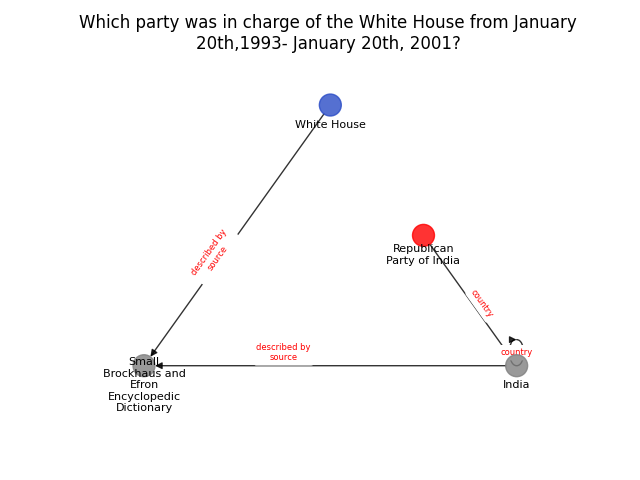 Which party was in charge of the White House from January
20th,1993- January 20th, 2001?
White House
described by
source
Republican
Party of India
country
described by
source
country
Small
Brockhaus and
Efron
Encyclopedic
Dictionary
India